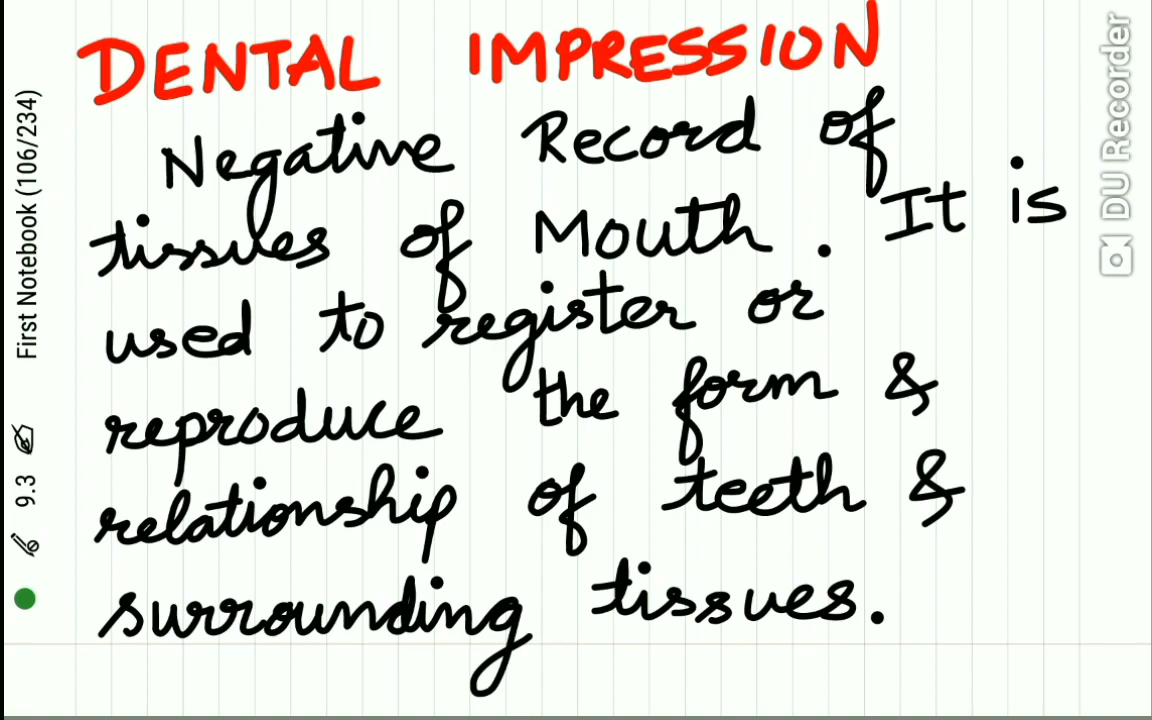 DENTAL IMPRESSION
Negative Record of
tissues of Mouth. It is
used to register or
reproduce the form &
relationship of teeth &
surrounding tissues.
First Notebook (106/234)
9.3
DU Recorder